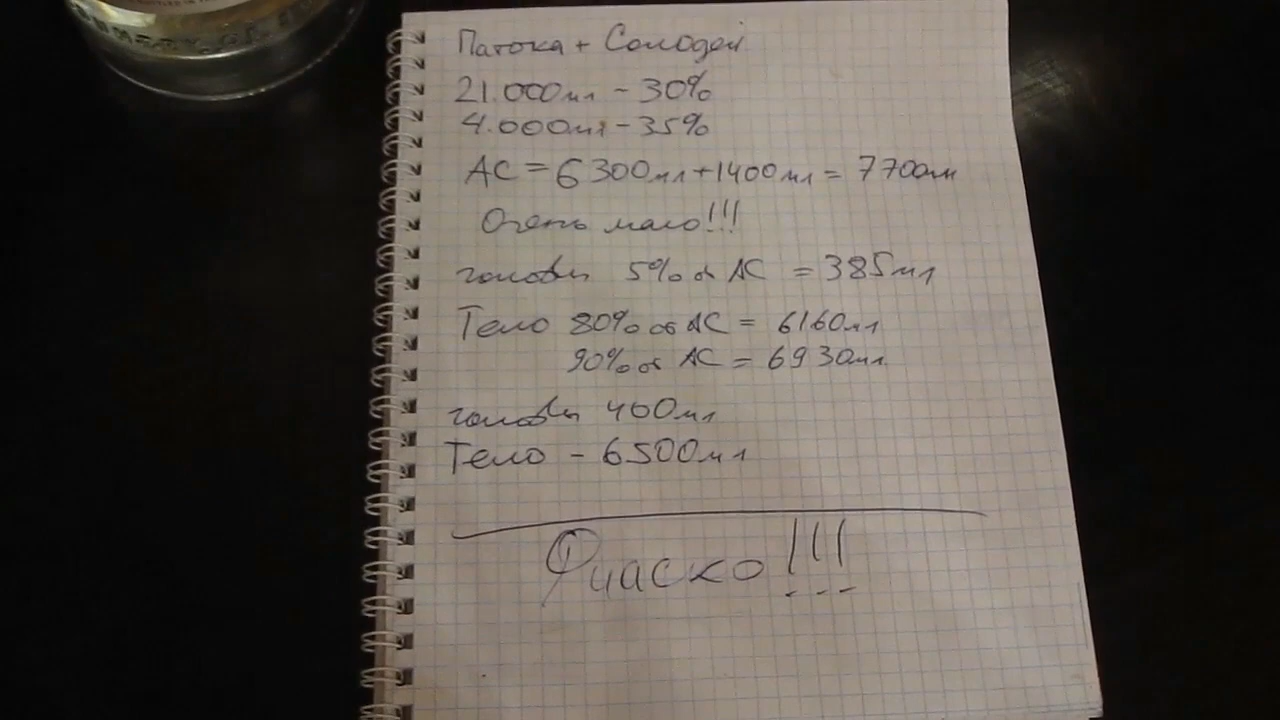 Патока + Солодом
21.000мл - 30%
4.000мл - 35%
АС = 6300мл + 1400мл = 7700мл
Очень мало!!!
головы 5% от АС = 385мл
Тело 80% от АС = 6160мл
90% от АС = 6930мл
головы 400мл
Тело - 6500мл
Фиаско!!!